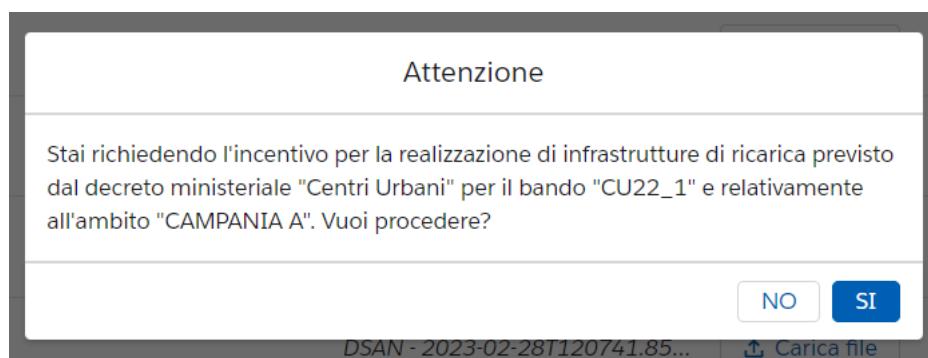 Attenzione
Stai richiedendo l'incentivo per la realizzazione di infrastrutture di ricarica previsto
dal decreto ministeriale "Centri Urbani" per il bando "CU22_1" e relativamente
all'ambito "CAMPANIA A". Vuoi procedere?
NO SI
DSAN - 2023-02-28T120741.85... Carica file